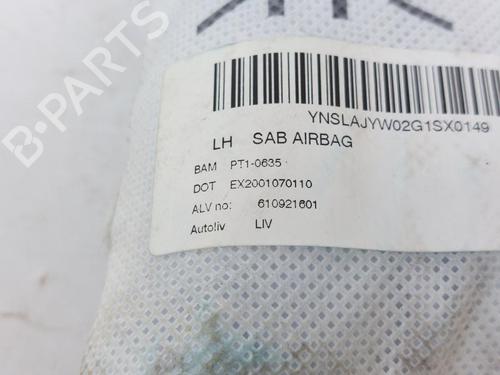 YNSLAJYW02G1SX0149
LH SAB AIRBAG
BAM PT1-0635
DOT EX2001070110
ALV no: 610921601
Autoliv LIV
B-PARTS